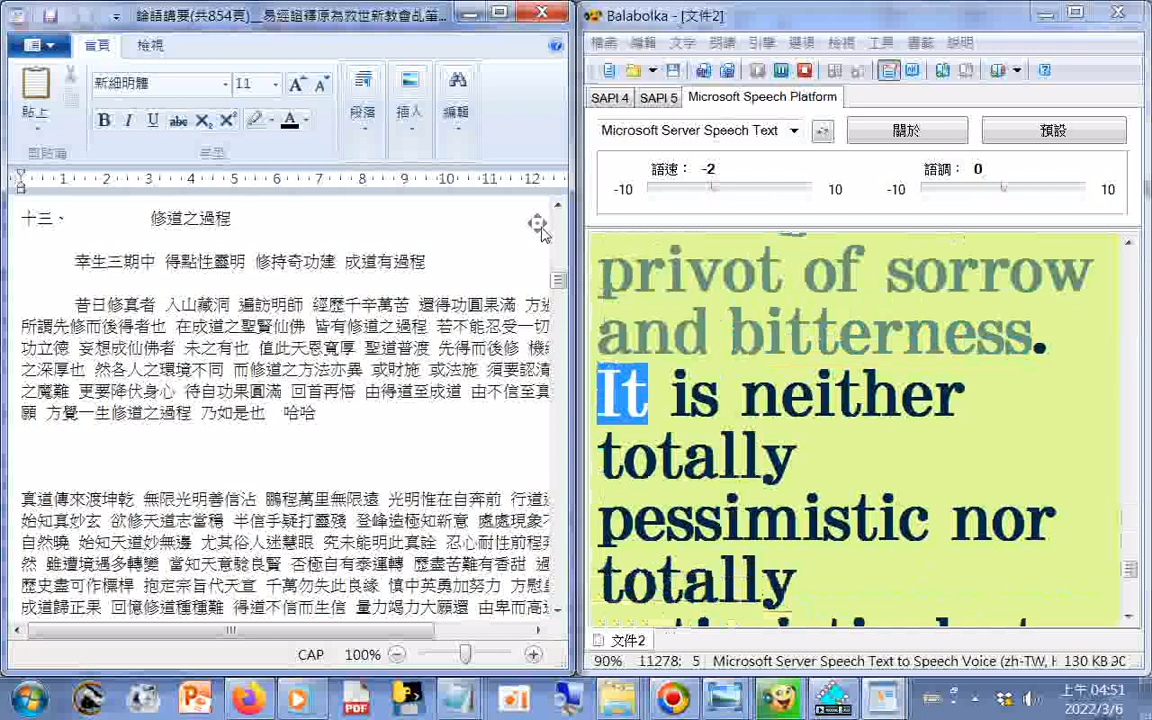 論語講要(共854頁)__易經證釋原為救世新教會乩筆...
首頁 檢視
貼上
新細明體 11
段落
插入
編輯
剪貼簿
字型
1 2 3 4 5 6 7 8 9 10 11 12
十三、 修道之過程
幸生三期中 得點性靈明 修持奇功建 成道有過程
昔日修真者 入山藏洞 遍訪明師 經歷千辛萬苦 還得功圓果滿 方
所謂先修而後得者也 在成道之聖賢仙佛 皆有修道之過程 若不能忍受一切
功立德 妄想成仙佛者 未之有也 值此天恩寬厚 聖道普渡 先得而後修 機
之深厚也 然各人之環境不同 而修道之方法亦異 或財施 或法施 須要認清
之魔難 更要降伏身心 待自功果圓滿 回首再悟 由得道至成道 由不信至真
願 方覺一生修道之過程 乃如是也 哈哈
真道傳來渡坤乾 無限光明善信沾 鵬程萬里無限遠 光明惟在自奔前 行道
始知真妙玄 欲修天道志當穩 半信乎疑打靈殘 登峰造極知新意 處處現象
自然曉 始知天道妙無邊 尤其俗人迷慧眼 究未能明此真詮 忍心耐性前程
然 雖遭境遇多轉變 當知天意驗良賢 否極自有泰運轉 歷盡苦難有香甜
歷史盡可作標桿 抱定宗旨代天宣 千萬勿失此良緣 慎中英勇加努力 方慰
成道歸正果 回憶修道種種難 得道不信而生信 量力竭力大願還 由卑而高
CAP 100%
Balabolka - [文件2]
檔案 編輯 文字 朗讀 引擎 選項 檢視 工具 書籤 說明
SAPI 4 SAPI 5 Microsoft Speech Platform
Microsoft Server Speech Text 關於 預設
語速： -2 語調： 0
-10 10 -10 10
privot of sorrow
and bitterness.
It is neither
totally
pessimistic nor
totally
文件2
90% 11278: 5 Microsoft Server Speech Text to Speech Voice (zh-TW, H 130 KB
上午 04:51
2022/3/6